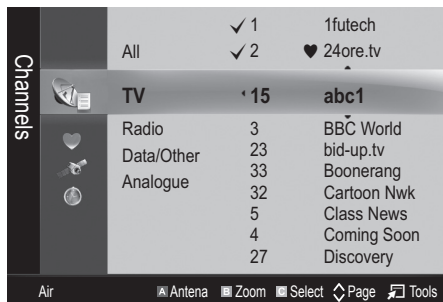 Channels
✓ 1 1futech
All ✓ 2 ♥ 24ore.tv
TV 15 abc1
Radio 3 BBC World
Data/Other 23 bid-up.tv
Analogue 33 Boonerang
32 Cartoon Nwk
5 Class News
4 Coming Soon
27 Discovery
Air A Antena B Zoom C Select Page Tools